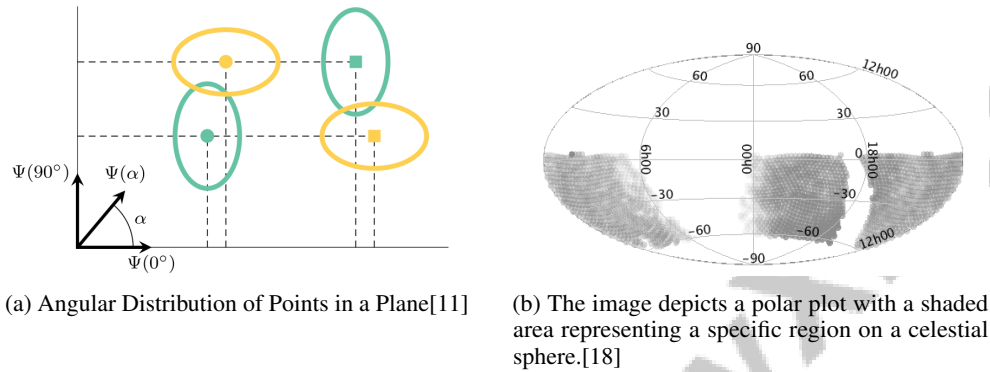 Ψ(90°)
Ψ(α)
α
Ψ(0°)
(a) Angular Distribution of Points in a Plane[11]
90
12h00
60
60
30
30
6h00
00h00
18h00
0
−30
−30
−60
−60
12h00
−90
(b) The image depicts a polar plot with a shaded
area representing a specific region on a celestial
sphere.[18]